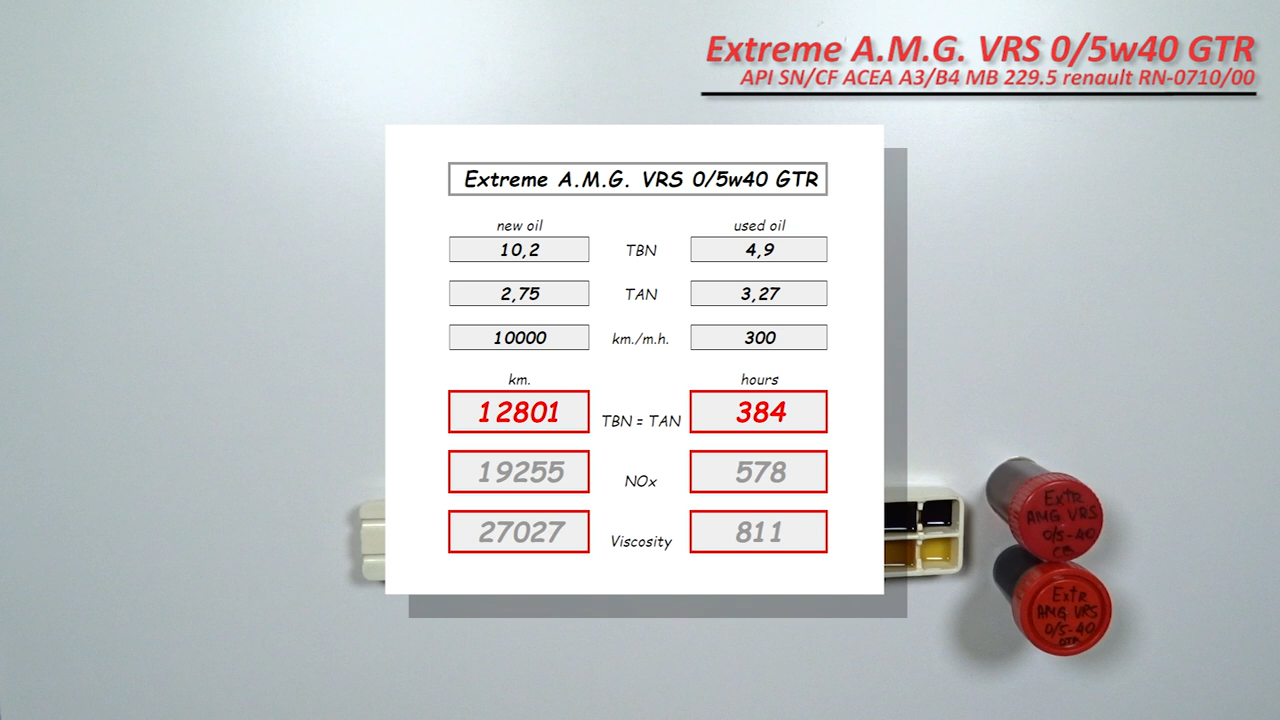 Extreme A.M.G. VRS 0/5w40 GTR
API SN/CF ACEA A3/B4 MB 229.5 renault RN-0710/00
Extreme A.M.G. VRS 0/5w40 GTR
new oil used oil
10,2 TBN 4,9
2,75 TAN 3,27
10000 km./m.h. 300
km. hours
12801 TBN = TAN 384
19255 NOx 578
27027 Viscosity 811
Extr
AMG VRS
0/5-40
Extr
AMG VRS
0/5-40
GTR